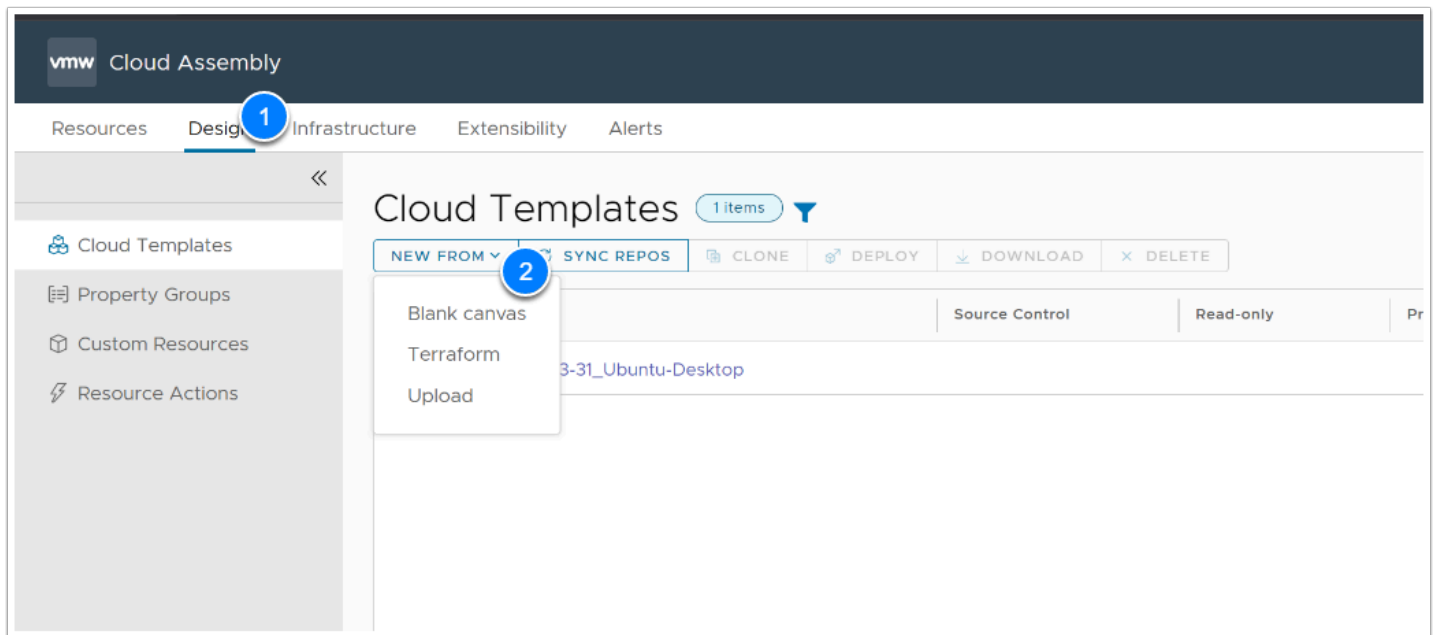 vmw Cloud Assembly
Resources Desig 1 Infrastructure Extensibility Alerts
Cloud Templates 1 items
Cloud Templates
NEW FROM SYNC REPOS CLONE DEPLOY DOWNLOAD DELETE
2
Property Groups
Blank canvas
Source Control Read-only Pr
Custom Resources
Terraform
3-31_Ubuntu-Desktop
Resource Actions
Upload